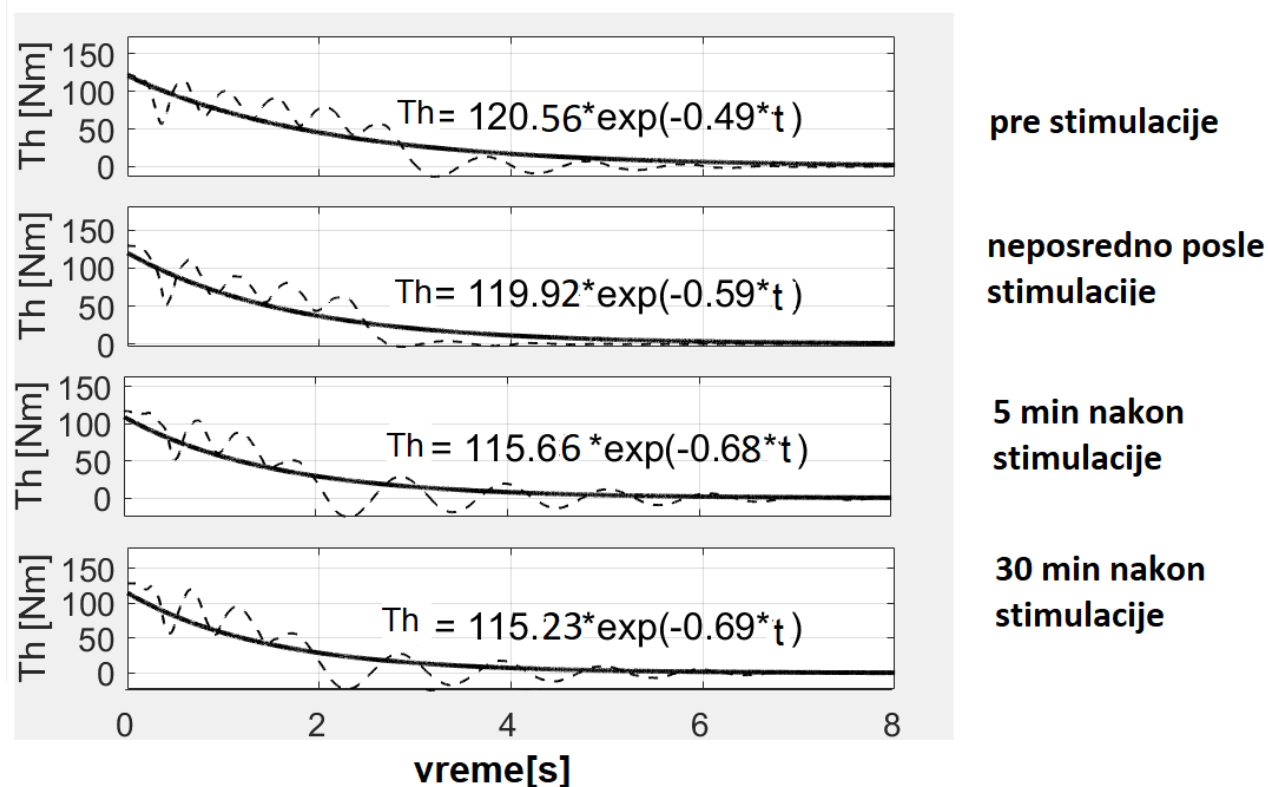 150
100
50
0
Th [Nm]
Th= 120.56*exp(-0.49*t)
pre stimulacije
150
100
50
0
Th [Nm]
Th= 119.92*exp(-0.59*t)
neposredno posle
stimulacije
150
100
50
0
Th [Nm]
Th = 115.66 *exp(-0.68*t)
5 min nakon
stimulacije
150
100
50
0
Th [Nm]
Th = 115.23*exp(-0.69*t)
30 min nakon
stimulacije
0 2 4 6 8
vreme[s]